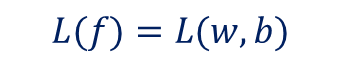 L(f) = L(w, b)